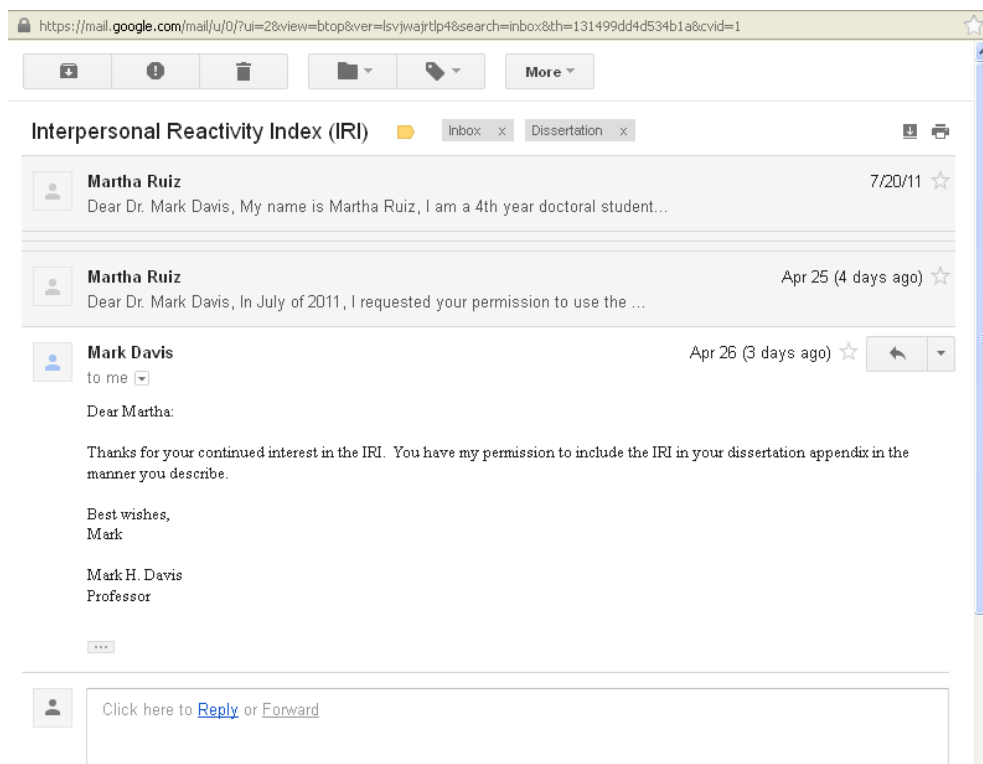 https://mail.google.com/mail/u/0/?ui=2&view=btop&ver=lsvjwajrtlp4&search=inbox&th=131499dd4d534b1a&cvid=1
More
Interpersonal Reactivity Index (IRI) Inbox x Dissertation x
Martha Ruiz 7/20/11
Dear Dr. Mark Davis, My name is Martha Ruiz, I am a 4th year doctoral student...
Martha Ruiz Apr 25 (4 days ago)
Dear Dr. Mark Davis, In July of 2011, I requested your permission to use the ...
Mark Davis Apr 26 (3 days ago)
to me
Dear Martha:
Thanks for your continued interest in the IRI.  You have my permission to include the IRI in your dissertation appendix in the
manner you describe.
Best wishes,
Mark
Mark H. Davis
Professor
Click here to Reply or Forward